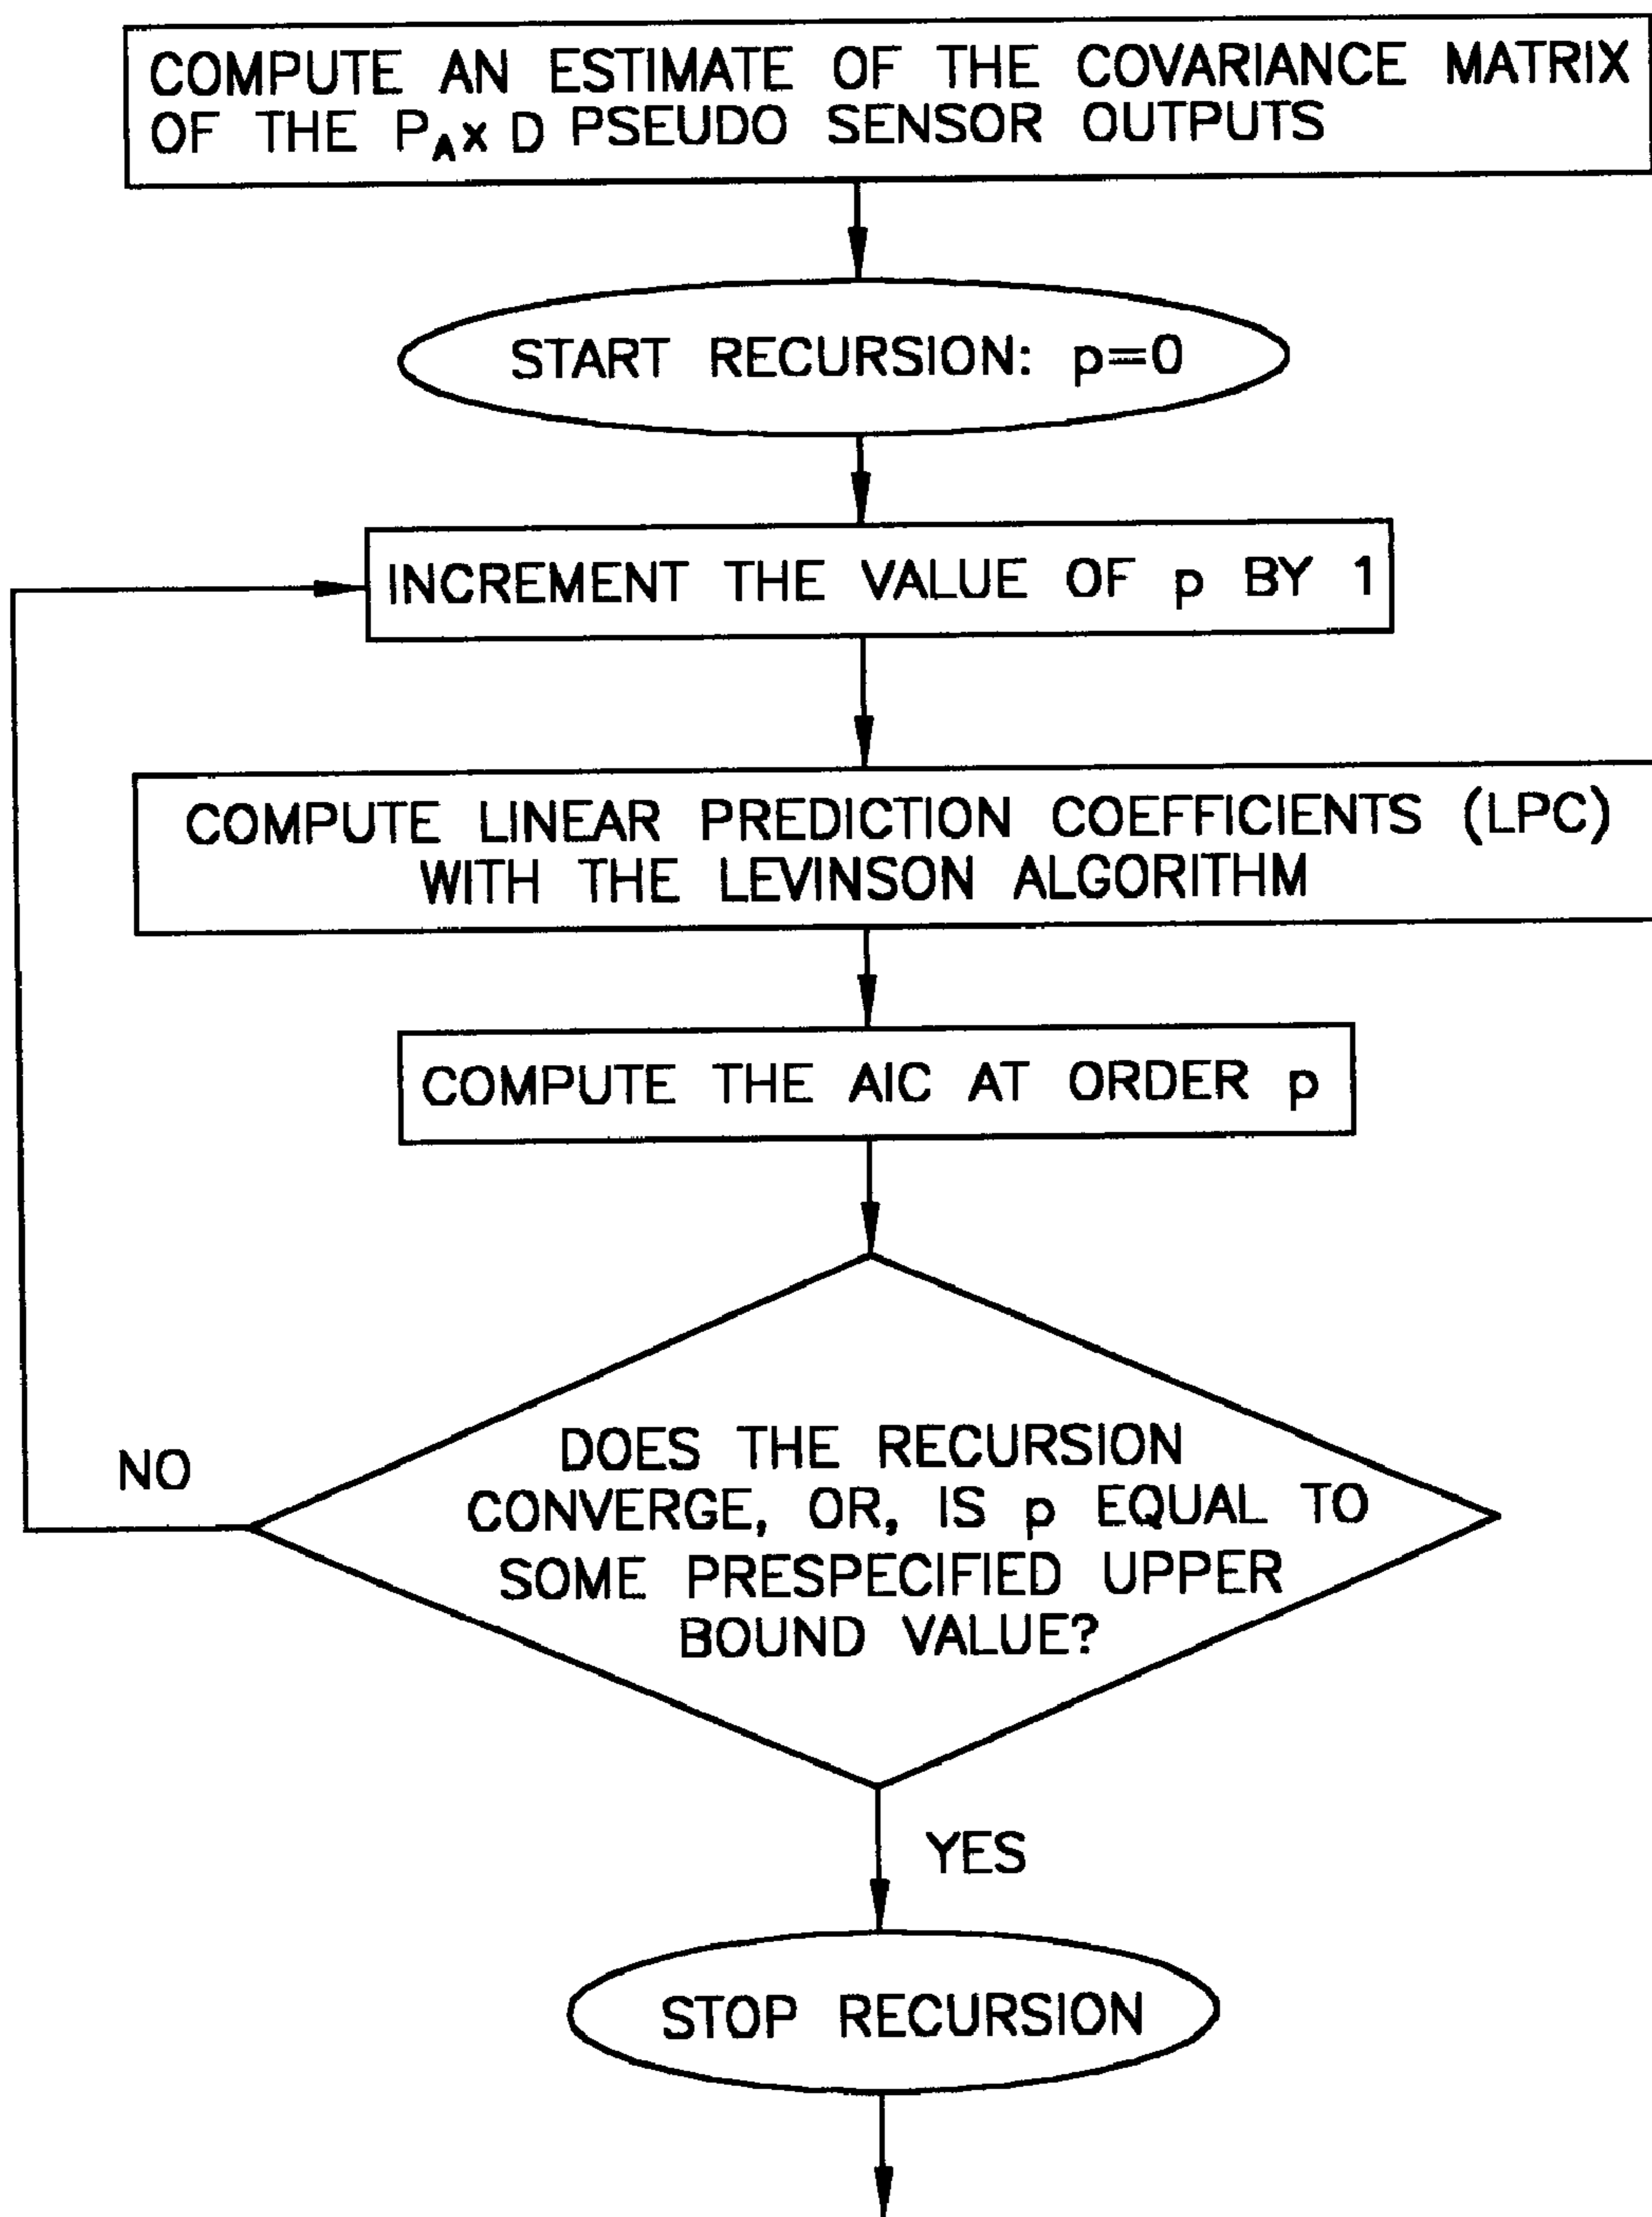 COMPUTE AN ESTIMATE OF THE COVARIANCE MATRIX
OF THE PA x D PSEUDO SENSOR OUTPUTS
START RECURSION: p=0
INCREMENT THE VALUE OF p BY 1
COMPUTE LINEAR PREDICTION COEFFICIENTS (LPC)
WITH THE LEVINSON ALGORITHM
COMPUTE THE AIC AT ORDER p
DOES THE RECURSION
CONVERGE, OR, IS p EQUAL TO
SOME PRESPECIFIED UPPER
BOUND VALUE?
NO
YES
STOP RECURSION